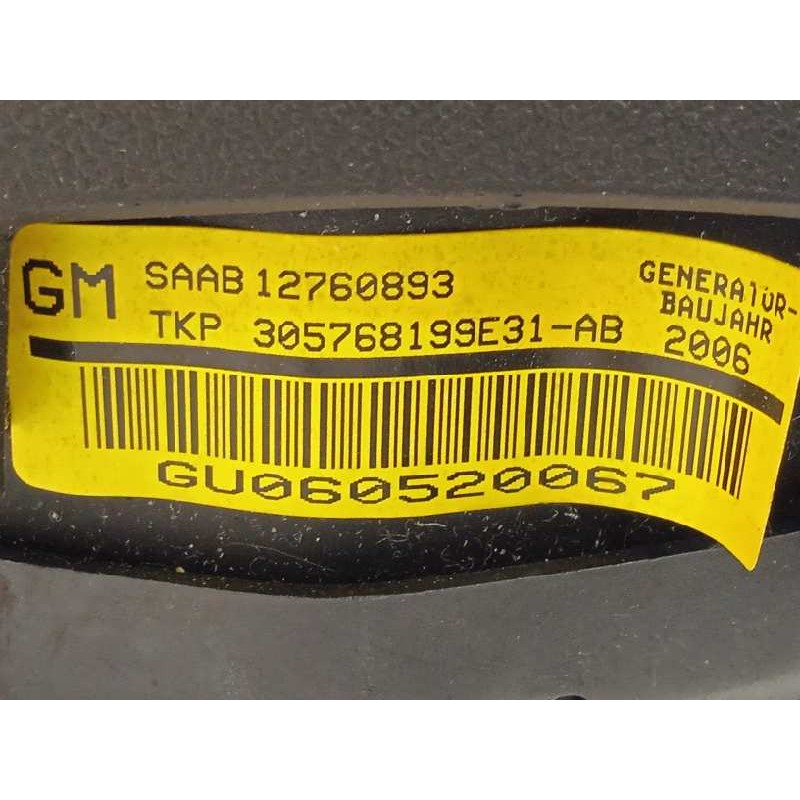 GM SAAB 12760893
TKP 305768199E31-AB
GENERATOR-
BAUJAHR
2006
GU060520067